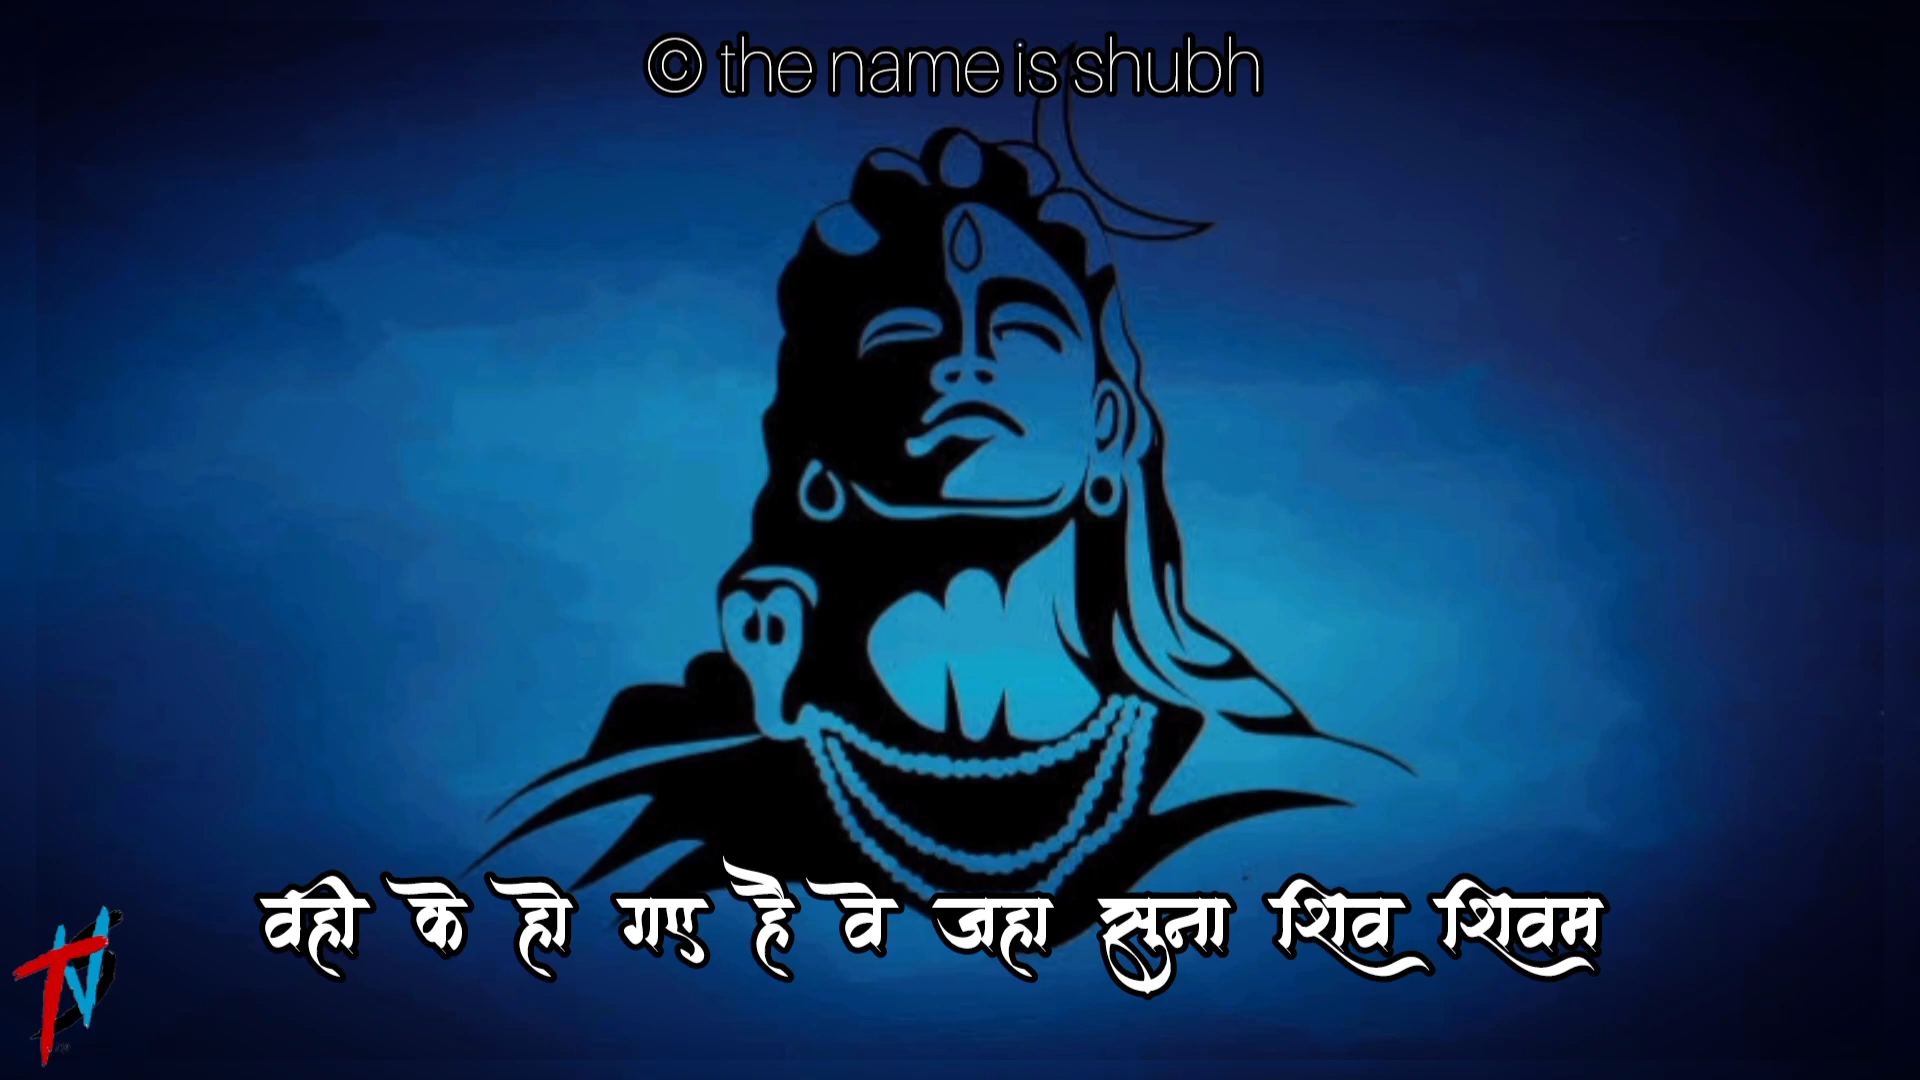 © the name is shubh
वही के हो गए है वे जहा सुना शिव शिवम